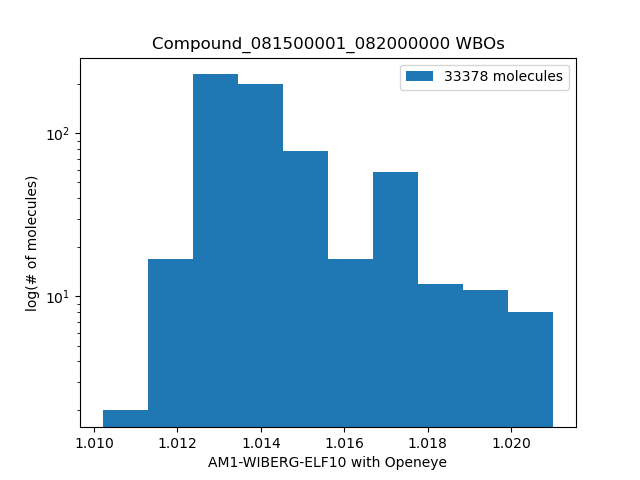 Compound_081500001_082000000 WBOs
33378 molecules
log(# of molecules)
10²
10¹
1.010 1.012 1.014 1.016 1.018 1.020
AM1-WIBERG-ELF10 with Openeye